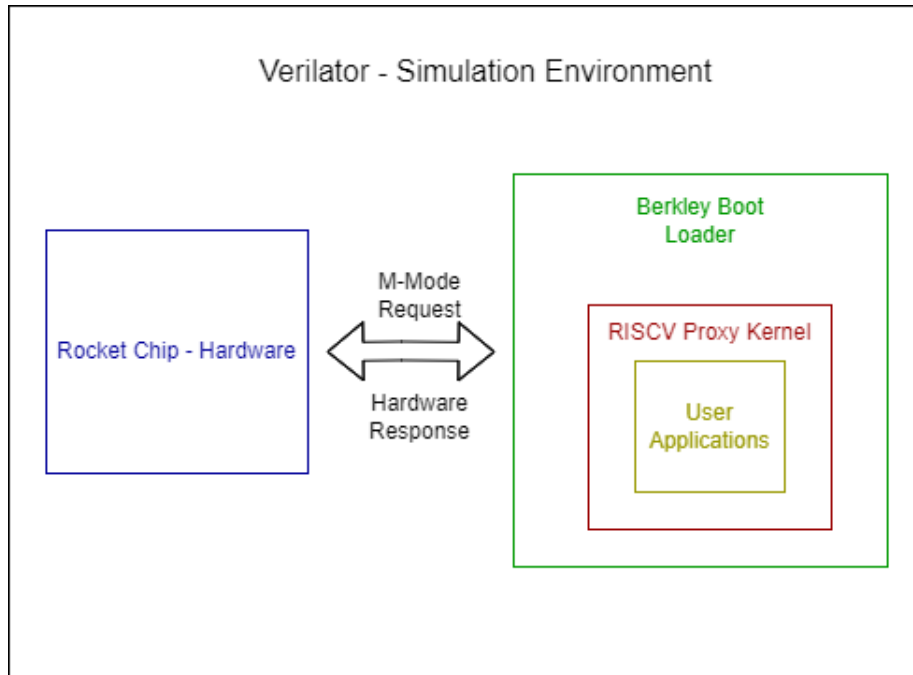 Verilator - Simulation Environment
Berkley Boot
Loader
M-Mode
Request
RISCV Proxy Kernel
Rocket Chip - Hardware
Hardware
Response
User
Applications